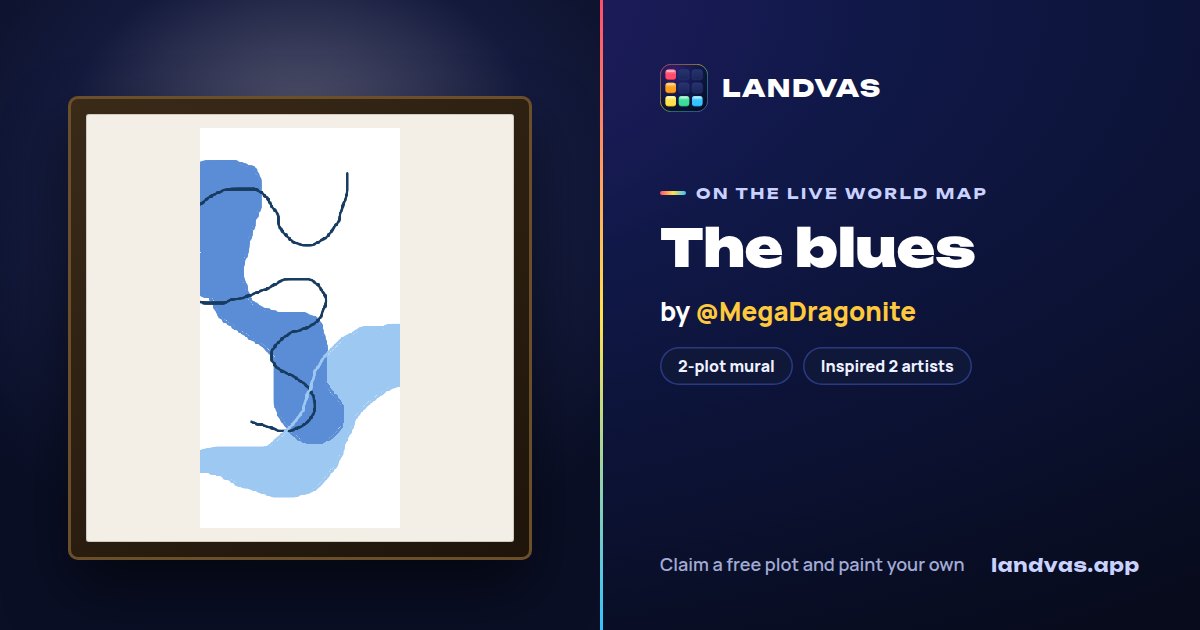 LANDVAS
ON THE LIVE WORLD MAP
The blues
by @MegaDragonite
2-plot mural
Inspired 2 artists
Claim a free plot and paint your own
landvas.app